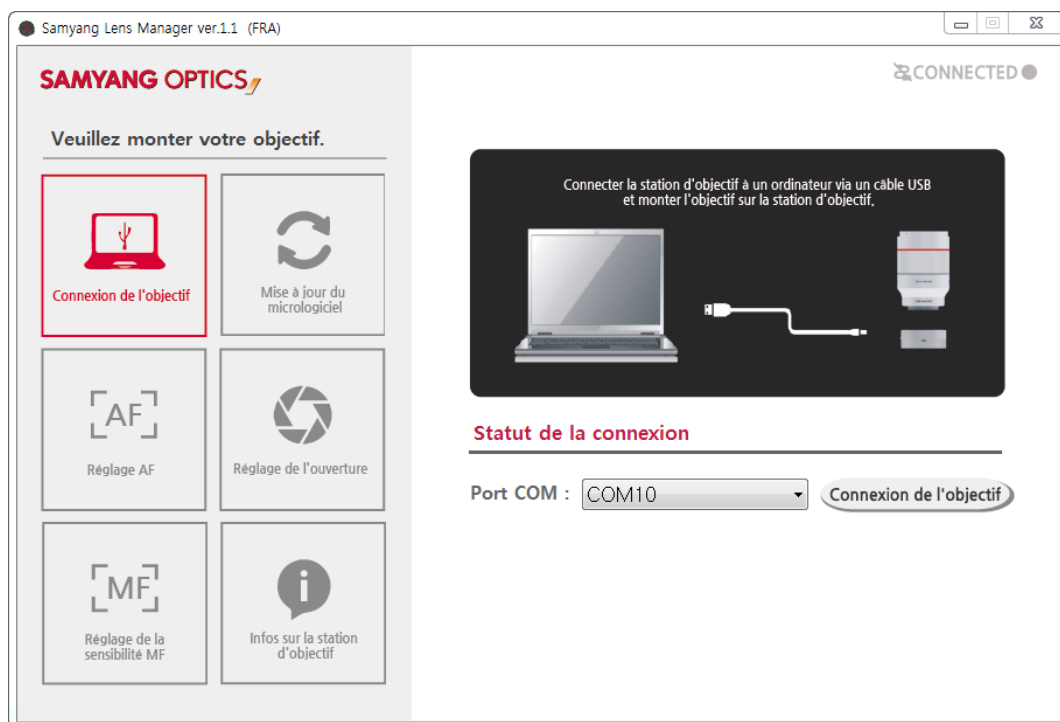 Samyang Lens Manager ver.1.1 (FRA)
SAMYANG OPTICS
CONNECTED
Veuillez monter votre objectif.
Connexion de l'objectif
Mise à jour du
micrologiciel
AF
Réglage AF
Réglage de l'ouverture
MF
Réglage de la
sensibilité MF
i
Infos sur la station
d'objectif
Connecter la station d'objectif à un ordinateur via un câble USB
et monter l'objectif sur la station d'objectif.
Statut de la connexion
Port COM : COM10
Connexion de l'objectif